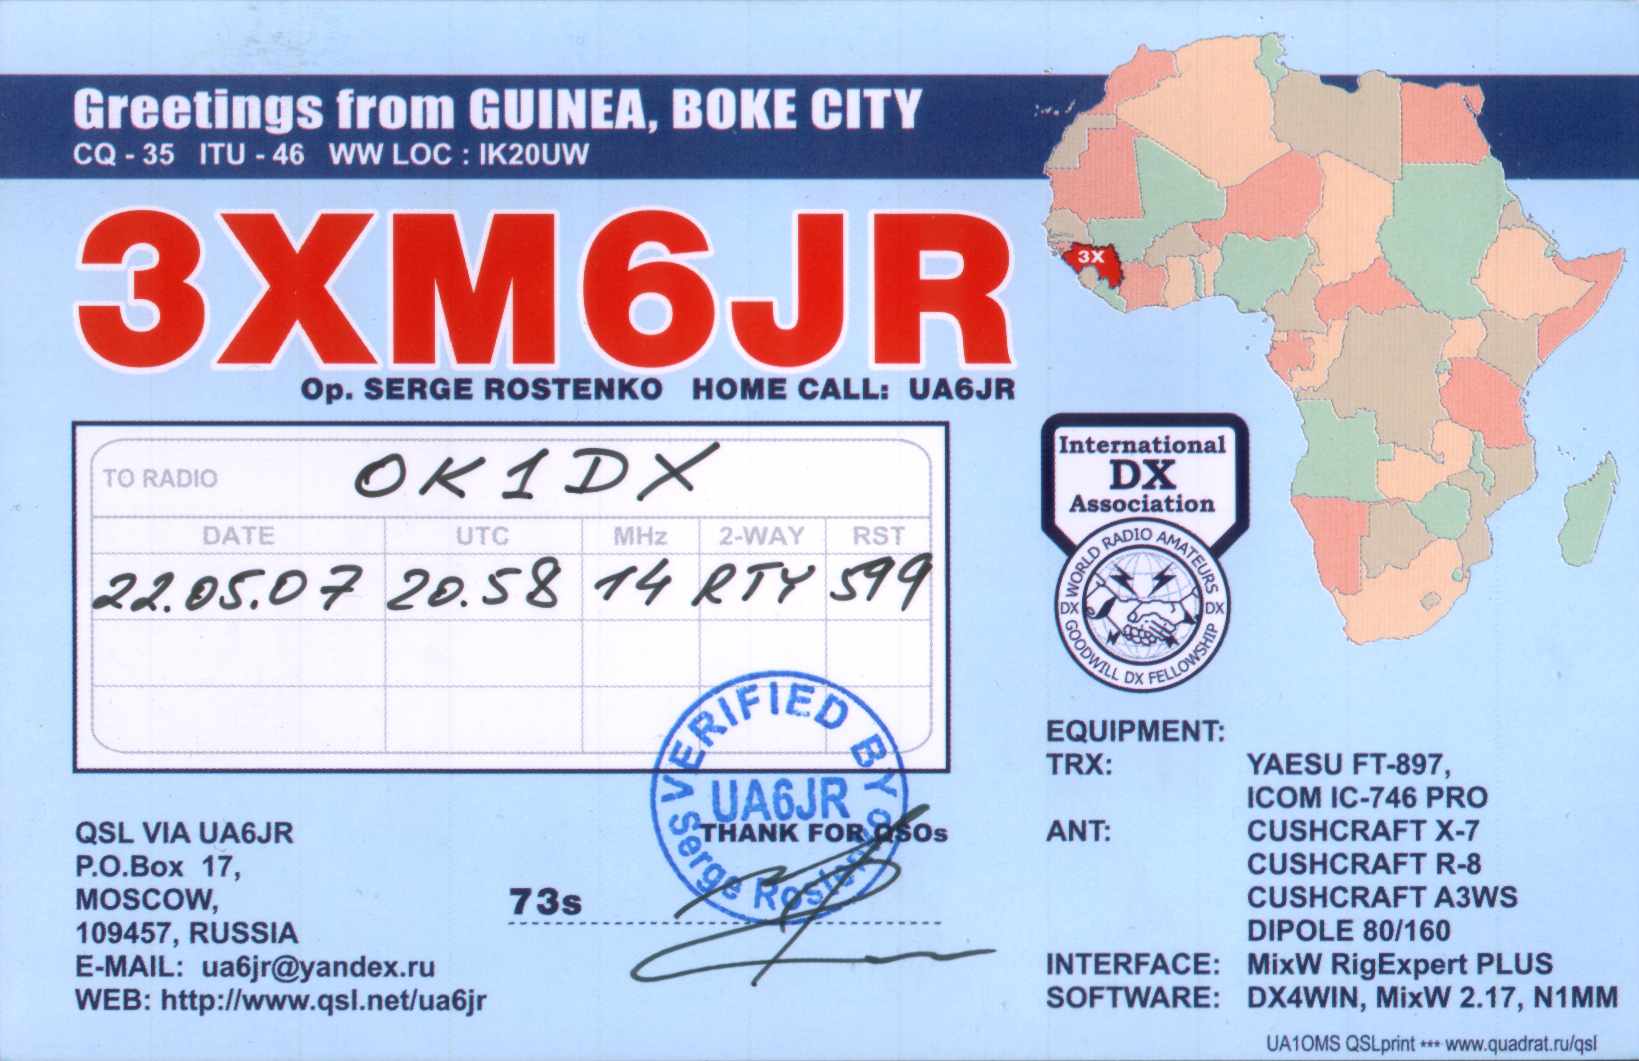 Greetings from GUINEA, BOKE CITY
CQ - 35 ITU - 46 WW LOC : IK20UW
3X
3XM6JR
Op. SERGE ROSTENKO HOME CALL: UA6JR
TO RADIO OK1DX
DATE UTC MHz 2-WAY RST
22.05.07 20.58 14 RTY 599
International
DX
Association
WORLD RADIO AMATEURS
DX DX
GOODWILL DX FELLOWSHIP
VERIFIED BY
UA6JR
Serge Rostenko
THANK FOR QSOs
73s
QSL VIA UA6JR
P.O.Box 17,
MOSCOW,
109457, RUSSIA
E-MAIL: ua6jr@yandex.ru
WEB: http://www.qsl.net/ua6jr
EQUIPMENT:
TRX: YAESU FT-897,
ICOM IC-746 PRO
ANT: CUSHCRAFT X-7
CUSHCRAFT R-8
CUSHCRAFT A3WS
DIPOLE 80/160
INTERFACE: MixW RigExpert PLUS
SOFTWARE: DX4WIN, MixW 2.17, N1MM
UA1OMS QSLprint *** www.quadrat.ru/qsl